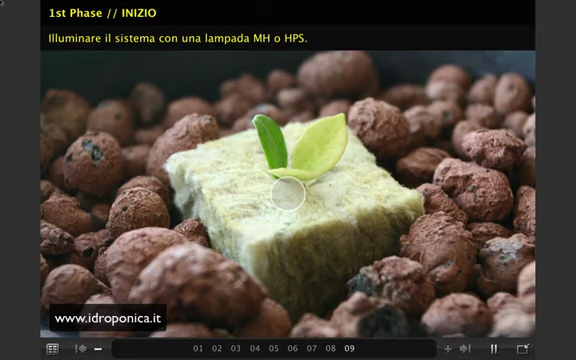 1st Phase // INIZIO
Illuminare il sistema con una lampada MH o HPS.
www.idroponica.it
01 02 03 04 05 06 07 08 09